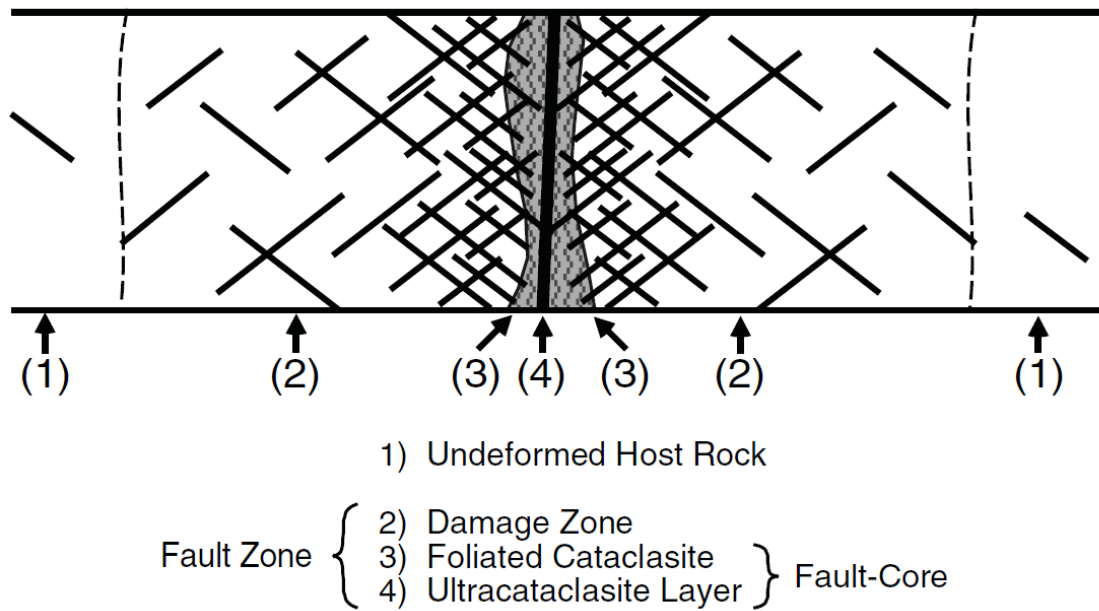 (1) (2) (3) (4) (3) (2) (1)
1) Undeformed Host Rock
2) Damage Zone
Fault Zone
3) Foliated Cataclasite
4) Ultracataclasite Layer
Fault-Core